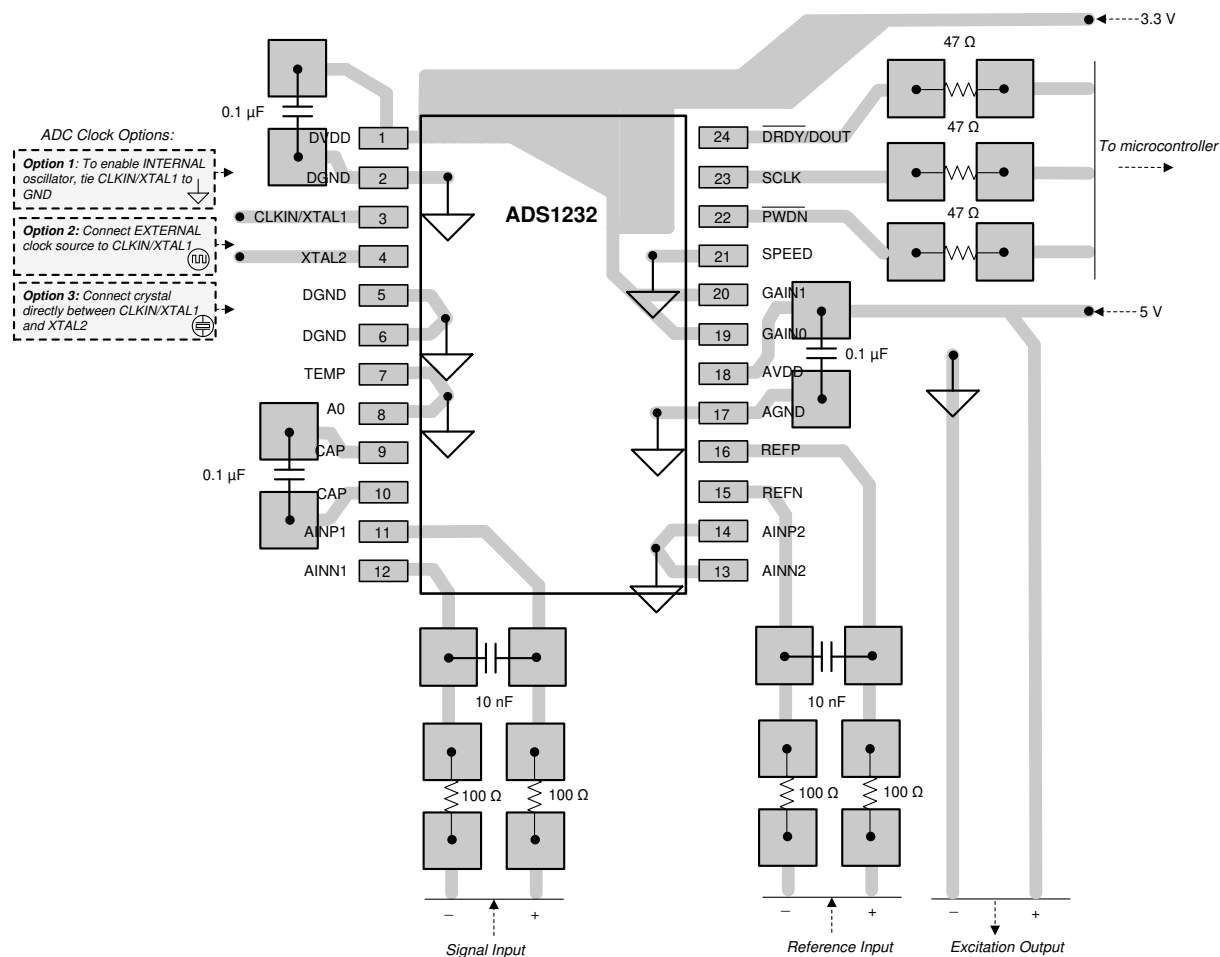 3.3 V
47 Ω
0.1 µF
ADC Clock Options:
Option 1: To enable INTERNAL
oscillator, tie CLKIN/XTAL1 to
GND
Option 2: Connect EXTERNAL
clock source to CLKIN/XTAL1
Option 3: Connect crystal
directly between CLKIN/XTAL1
and XTAL2
DVDD 1
DGND 2
CLKIN/XTAL1 3
XTAL2 4
DGND 5
DGND 6
TEMP 7
A0 8
CAP 9
CAP 10
AINP1 11
AINN1 12
0.1 µF
ADS1232
24 DRDY/DOUT
23 SCLK
22 PWDN
21 SPEED
20 GAIN1
19 GAIN0
18 AVDD
17 AGND
16 REFP
15 REFN
14 AINP2
13 AINN2
47 Ω
47 Ω
To microcontroller
5 V
0.1 µF
10 nF
100 Ω
100 Ω
− +
Signal Input
10 nF
100 Ω
100 Ω
− +
Reference Input
− +
Excitation Output